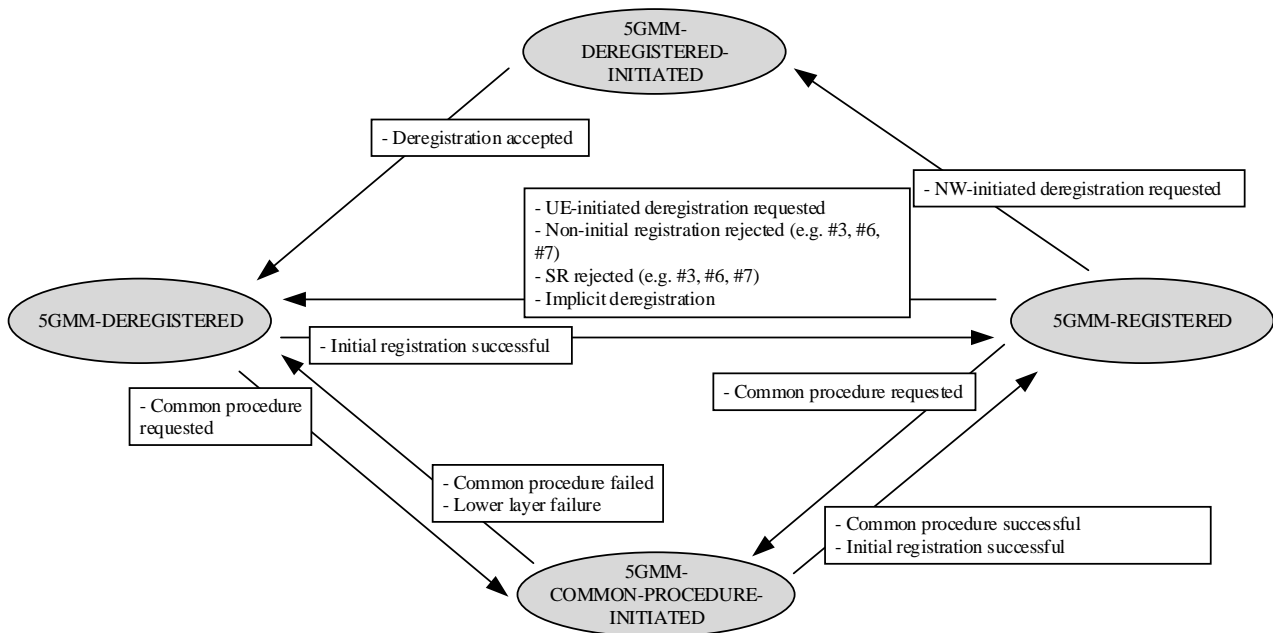 5GMM-
DEREGISTERED-
INITIATED
- Deregistration accepted
- NW-initiated deregistration requested
- UE-initiated deregistration requested
- Non-initial registration rejected (e.g. #3, #6,
#7)
- SR rejected (e.g. #3, #6, #7)
- Implicit deregistration
5GMM-DEREGISTERED
5GMM-REGISTERED
- Initial registration successful
- Common procedure
requested
- Common procedure requested
- Common procedure failed
- Lower layer failure
- Common procedure successful
- Initial registration successful
5GMM-
COMMON-PROCEDURE-
INITIATED